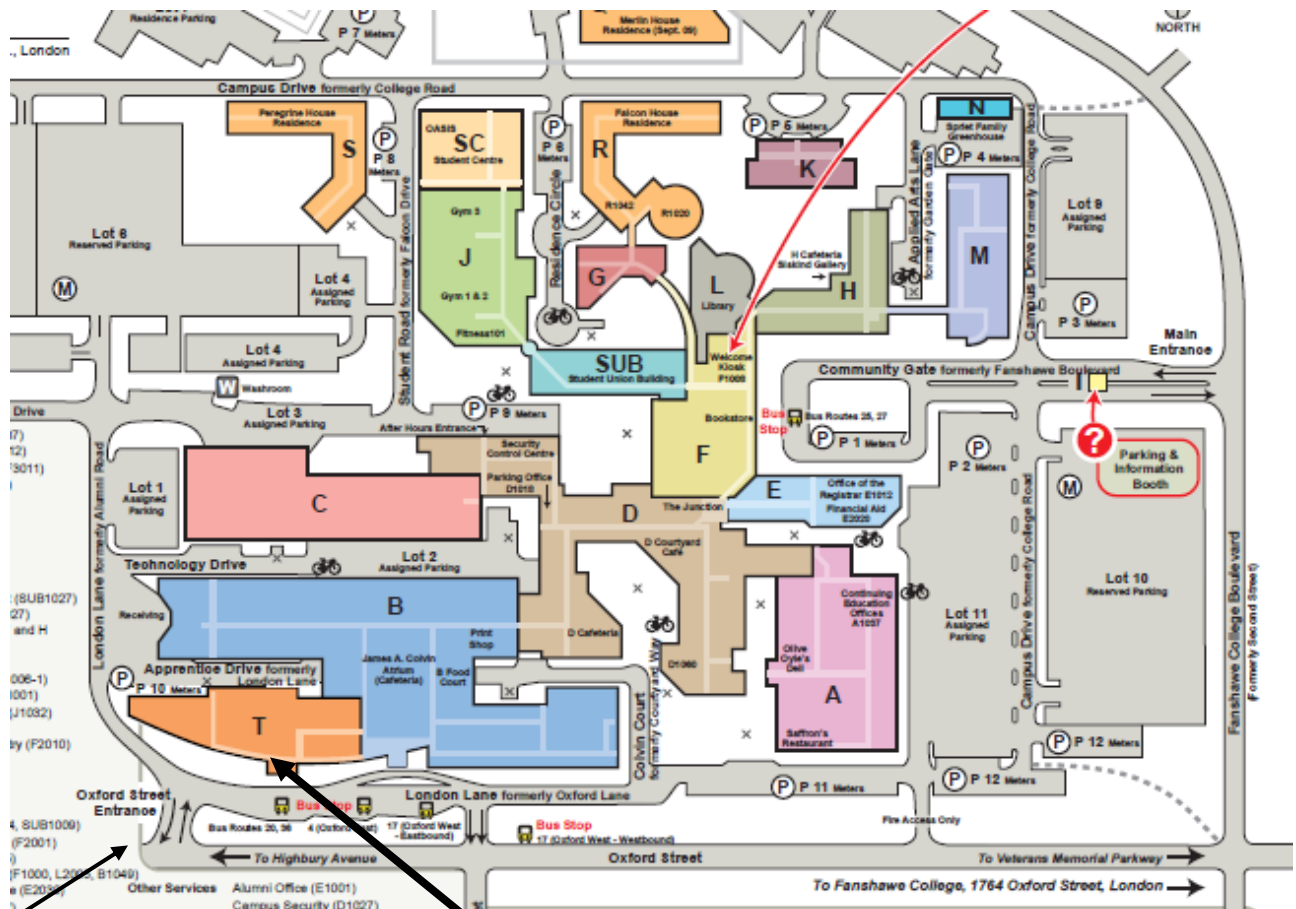 Residence Parking
P 7 Meters
Merlin House
Residence (Sept. 09)
NORTH
., London
Campus Drive formerly College Road
Peregrine House
Residence
S
P 8
Meters
OASIS
SC
Student Centre
P 6
Meters
Falcon House
Residence
R
R1042
R1020
P 5 Meters
K
N
Spriet Family
Greenhouse
P 4 Meters
Applied Arts Lane
formerly Garden Gate
Campus Drive formerly College Road
Lot 9
Assigned
Parking
Lot 6
Reserved Parking
M
Lot 4
Assigned
Parking
Student Road formerly Falcon Drive
Gym 3
J
Gym 1 & 2
Fitness101
Residence Circle
G
L
Library
H Cafeteria
Siskind Gallery
H
M
P 3 Meters
Main
Entrance
Lot 4
Assigned Parking
W Washroom
SUB
Student Union Building
Welcome
Kiosk
F1005
Community Gate formerly Fanshawe Boulevard
I
Drive
Lot 3
Assigned Parking
P 9 Meters
After Hours Entrance
Bookstore
Bus
Stop
Bus Routes 25, 27
P 1 Meters
P 2 Meters
?
Parking &
Information
Booth
M
F
Security
Control Centre
Parking Office
D1018
London Lane formerly Alumni Road
Lot 1
Assigned
Parking
C
The Junction
D
E
Office of the
Registrar E1012
Financial Aid
E2020
D Courtyard
Café
Technology Drive
Lot 2
Assigned Parking
Receiving
B
Print
Shop
D Cafeteria
D1060
Continuing
Education
Offices
A1037
Olive
Oyle's
Deli
A
Saffron's
Restaurant
Lot 11
Assigned
Parking
Campus Drive formerly College Road
Lot 10
Reserved Parking
Fanshawe College Boulevard
(Formerly Second Street)
(SUB1027)
and H
Apprentice Drive formerly
London Lane
James A. Colvin
Atrium
(Cafeteria)
B Food
Court
P 10 Meters
T
Colvin Court
formerly Courtyard Way
P 11 Meters
P 12 Meters
P 12 Meters
Oxford Street
Entrance
Bus Stop
London Lane formerly Oxford Lane
Bus Routes 20, 36
4 (Oxford East)
17 (Oxford West
- Eastbound)
Bus Stop
17 (Oxford West - Westbound)
Fire Access Only
To Highbury Avenue
Oxford Street
To Veterans Memorial Parkway
To Fanshawe College, 1764 Oxford Street, London
Other Services
Alumni Office (E1001)
Campus Security (D1027)